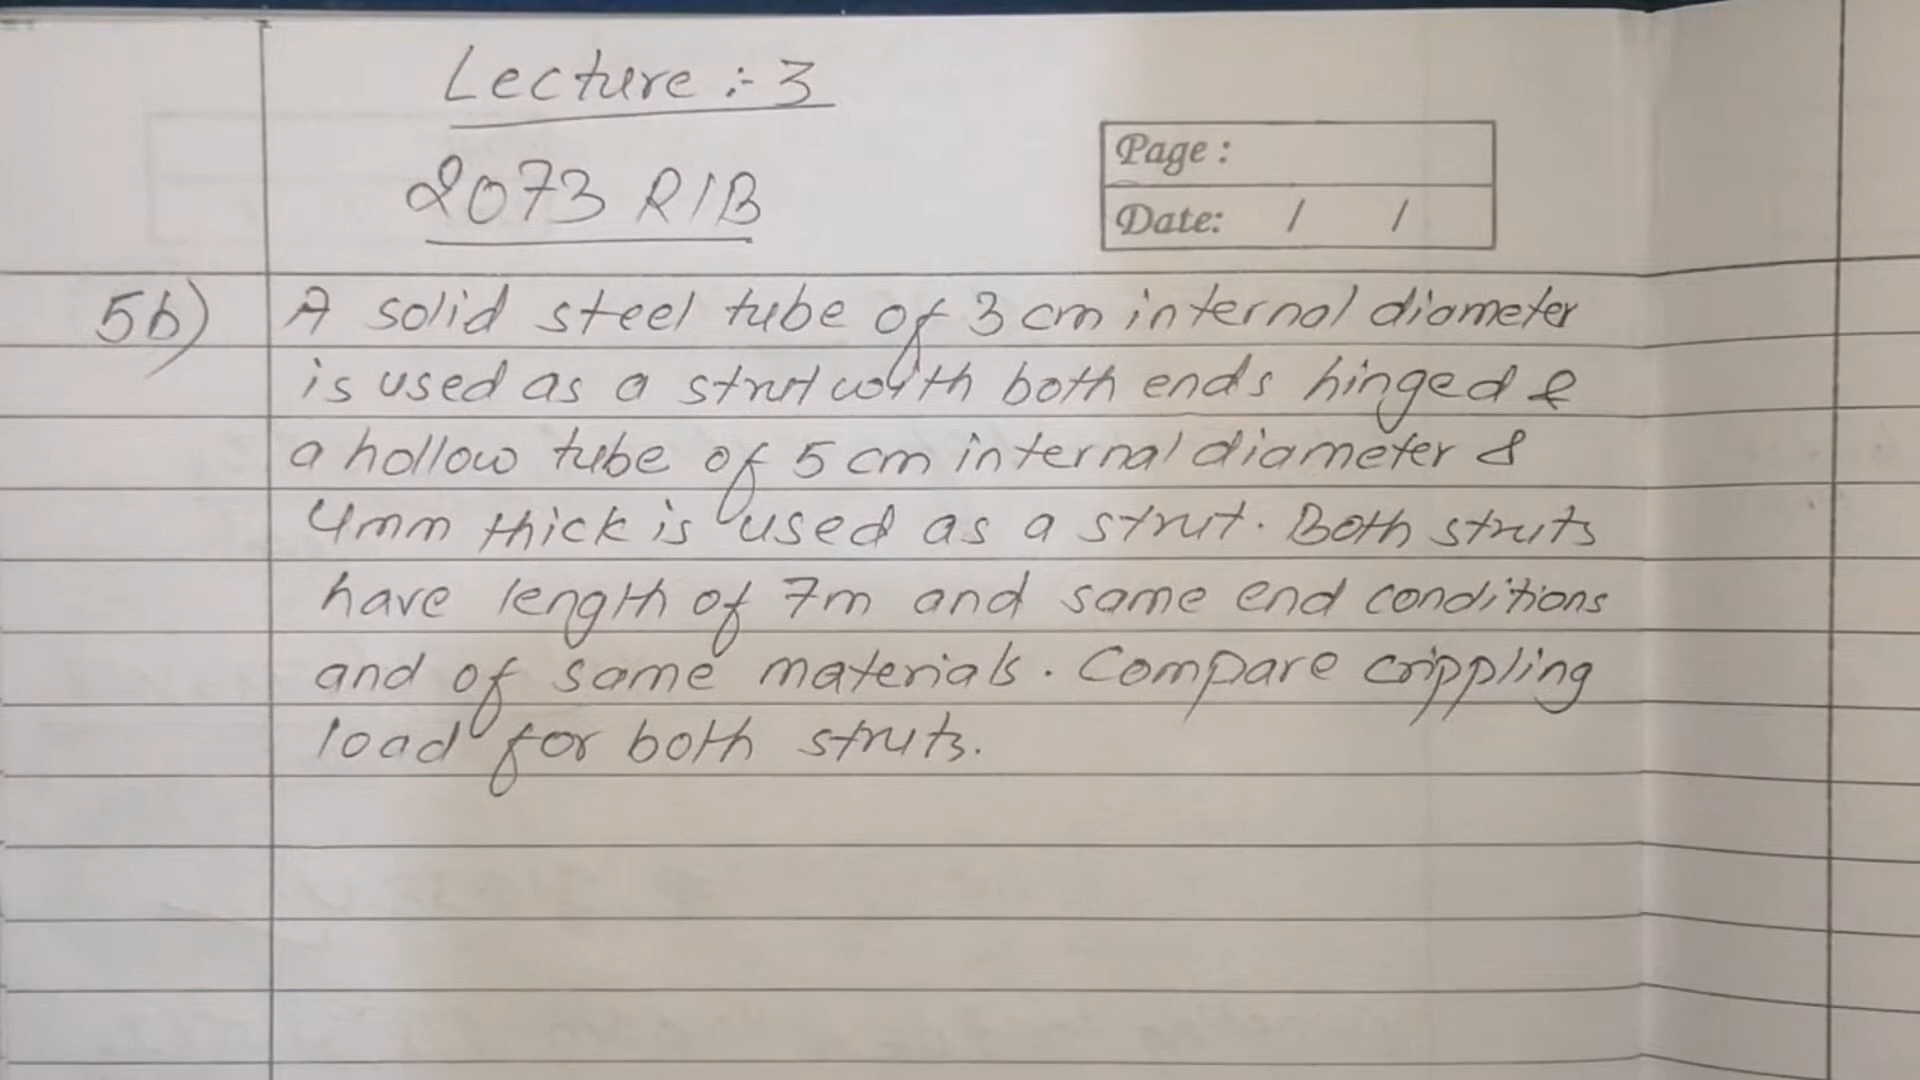 Lecture :- 3
2073 R/B
Page :
Date: / /
5b) A solid steel tube of 3 cm internal diameter
is used as a strut with both ends hinged &
a hollow tube of 5 cm internal diameter &
4mm thick is used as a strut. Both struts
have length of 7m and same end conditions
and of same materials. Compare crippling
load for both struts.